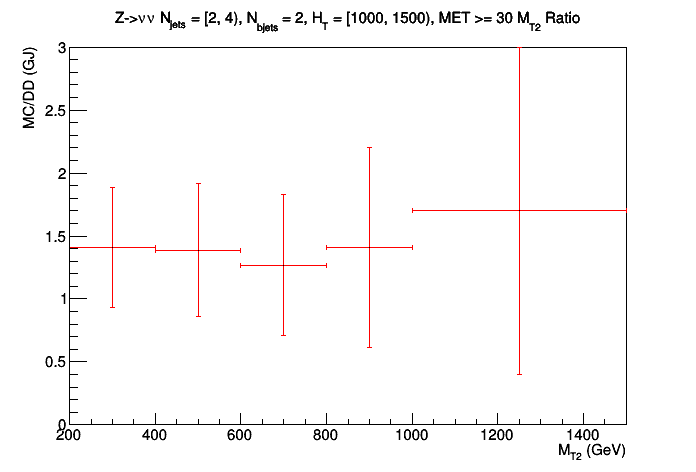 Z->νν N_jets = [2, 4), N_bjets = 2, H_T = [1000, 1500), MET >= 30 M_T2 Ratio
MC/DD (GJ)
3
2.5
2
1.5
1
0.5
0
200 400 600 800 1000 1200 1400
M_T2 (GeV)